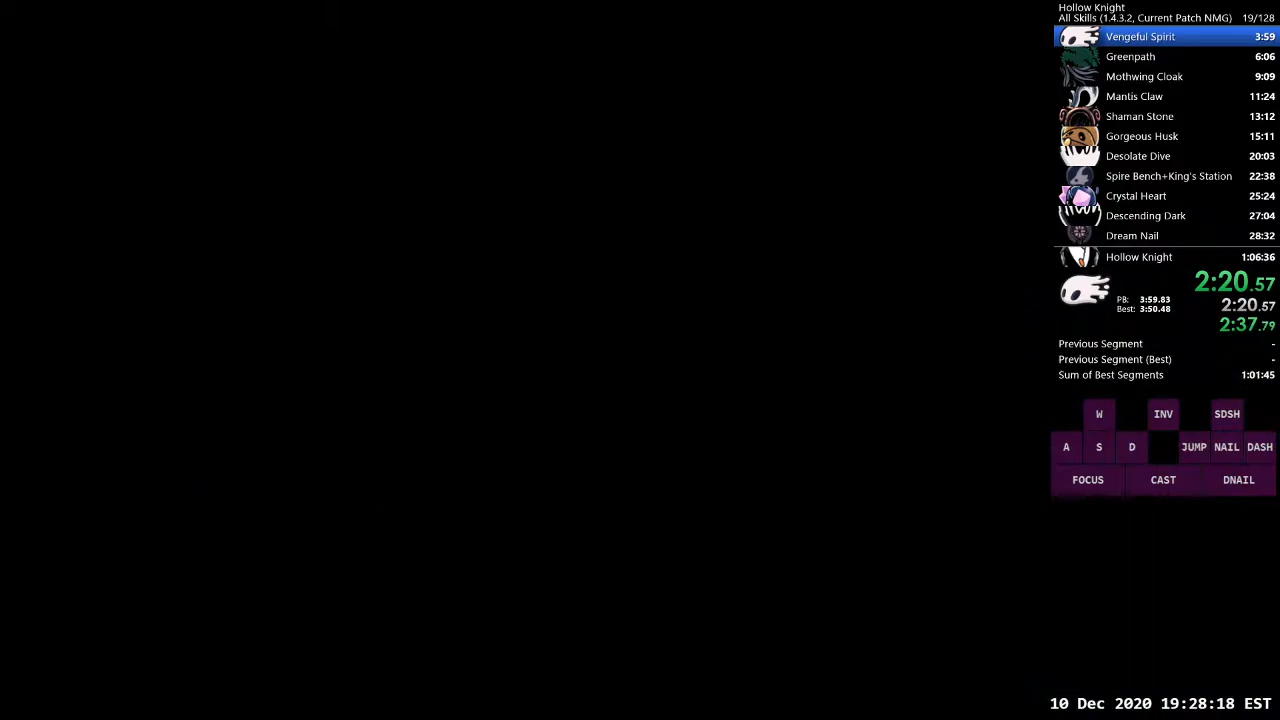 Hollow Knight
All Skills (1.4.3.2, Current Patch NMG) 19/128
Vengeful Spirit 3:59
Greenpath 6:06
Mothwing Cloak 9:09
Mantis Claw 11:24
Shaman Stone 13:12
Gorgeous Husk 15:11
Desolate Dive 20:03
Spire Bench+King's Station 22:38
Crystal Heart 25:24
Descending Dark 27:04
Dream Nail 28:32
Hollow Knight 1:06:36
2:20.57
PB: 3:59.83 2:20.57
Best: 3:50.48 2:37.79
Previous Segment -
Previous Segment (Best) -
Sum of Best Segments 1:01:45
W INV SDSH
A S D JUMP NAIL DASH
FOCUS CAST DNAIL
10 Dec 2020 19:28:18 EST